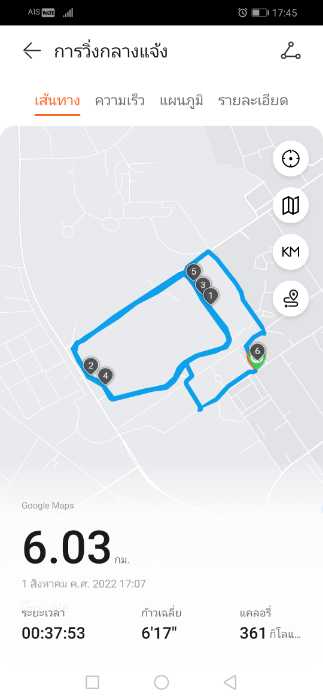 AIS 17:45
การวิ่งกลางแจ้ง
เส้นทาง ความเร็ว แผนภูมิ รายละเอียด
KM
5
3
1
6
2
4
Google Maps
6.03 กม.
1 สิงหาคม ค.ศ. 2022 17:07
ระยะเวลา ก้าวเฉลี่ย แคลอรี่
00:37:53 6'17" 361 กิโลแ...